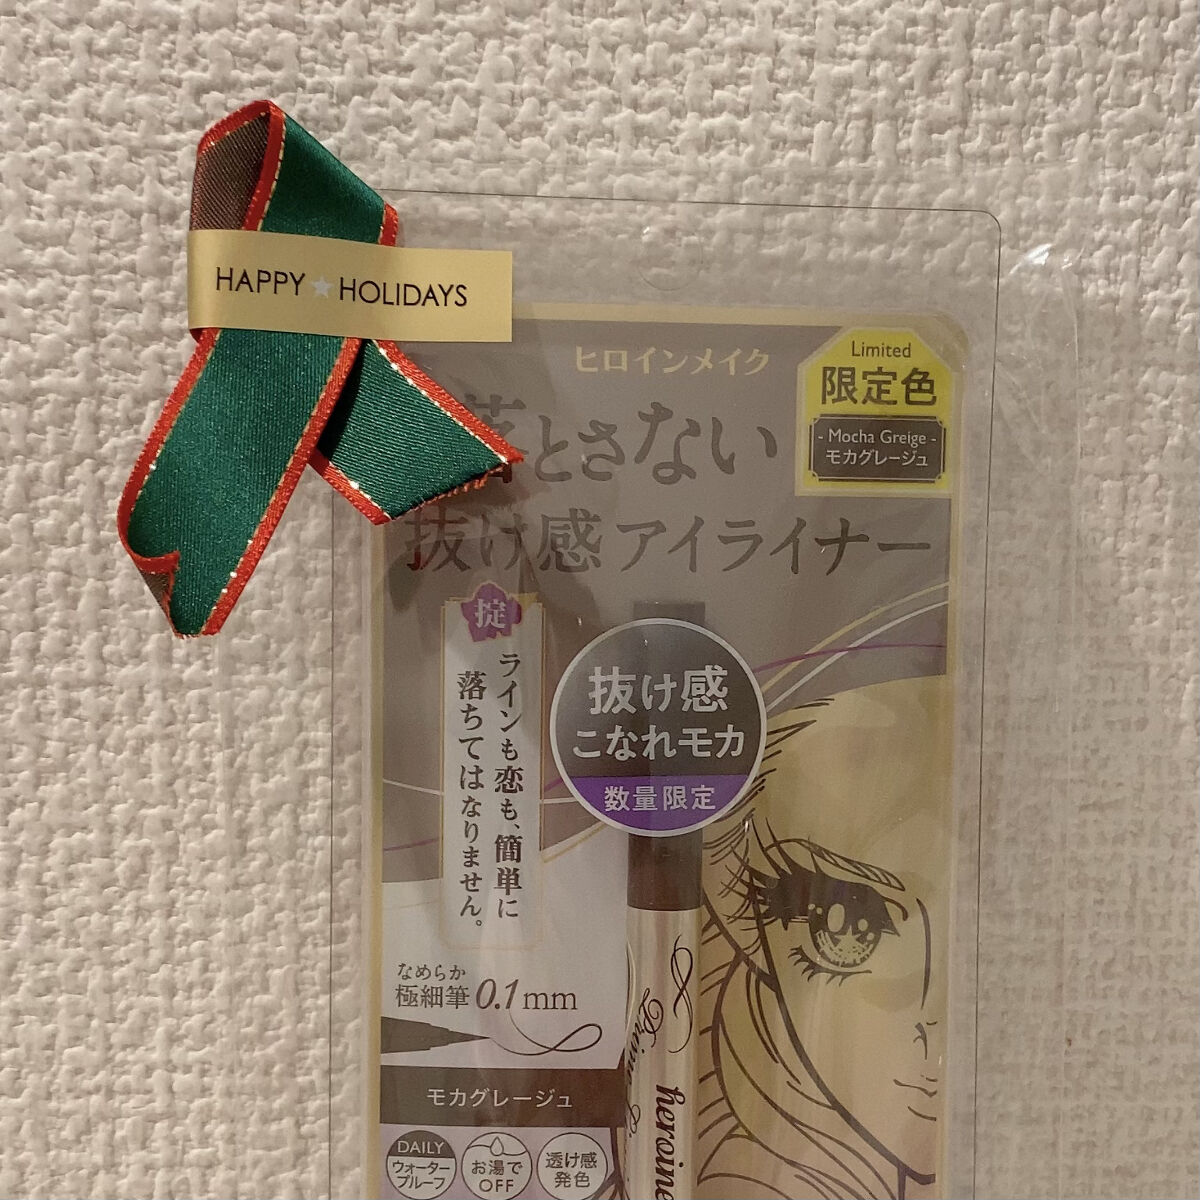 HAPPY HOLIDAYS
ヒロインメイク
Limited
限定色
- Mocha Greige -
モカグレージュ
落とさない
抜け感アイライナー
掟
ラインも恋も、簡単に
落ちてはなりません。
抜け感
こなれモカ
数量限定
なめらか
極細筆 0.1mm
モカグレージュ
DAILY
ウォーター
プルーフ
お湯で
OFF
透け感
発色
heroine